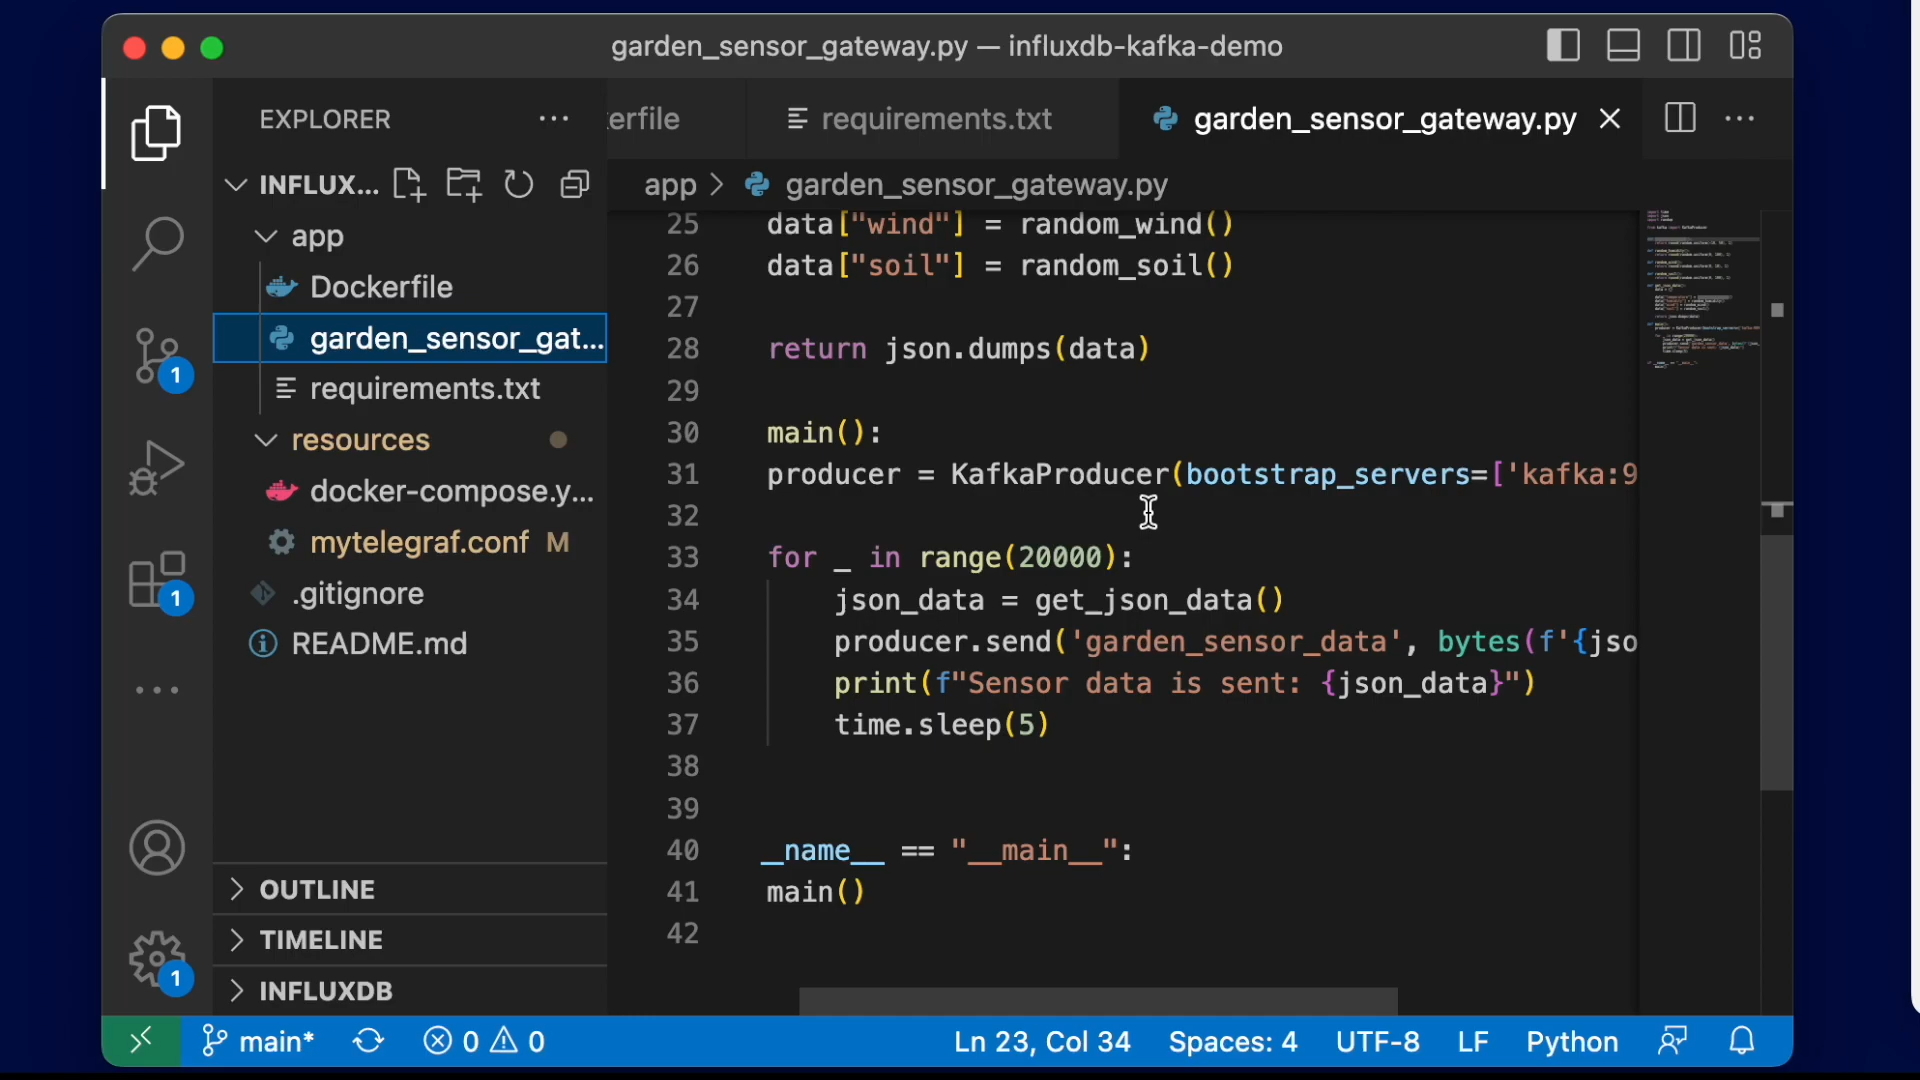 garden_sensor_gateway.py — influxdb-kafka-demo
EXPLORER
erfile
requirements.txt
garden_sensor_gateway.py
INFLUX...
app > garden_sensor_gateway.py
app
Dockerfile
garden_sensor_gat...
requirements.txt
resources
docker-compose.y...
mytelegraf.conf M
.gitignore
README.md
OUTLINE
TIMELINE
INFLUXDB
1
1
1
25 data["wind"] = random_wind()
26 data["soil"] = random_soil()
27
28 return json.dumps(data)
29
30 main():
31 producer = KafkaProducer(bootstrap_servers=['kafka:9
32
33 for _ in range(20000):
34 json_data = get_json_data()
35 producer.send('garden_sensor_data', bytes(f'{jso
36 print(f"Sensor data is sent: {json_data}")
37 time.sleep(5)
38
39
40 __name__ == "__main__":
41 main()
42
main* 0 0 Ln 23, Col 34 Spaces: 4 UTF-8 LF Python